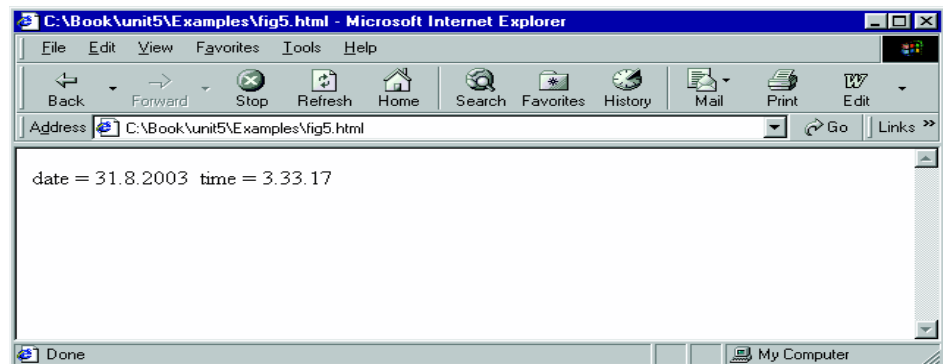 C:\Book\unit5\Examples\fig5.html - Microsoft Internet Explorer
File Edit View Favorites Tools Help
Back Forward Stop Refresh Home Search Favorites History Mail Print Edit
Address C:\Book\unit5\Examples\fig5.html Go Links »
date = 31.8.2003 time = 3.33.17
Done My Computer